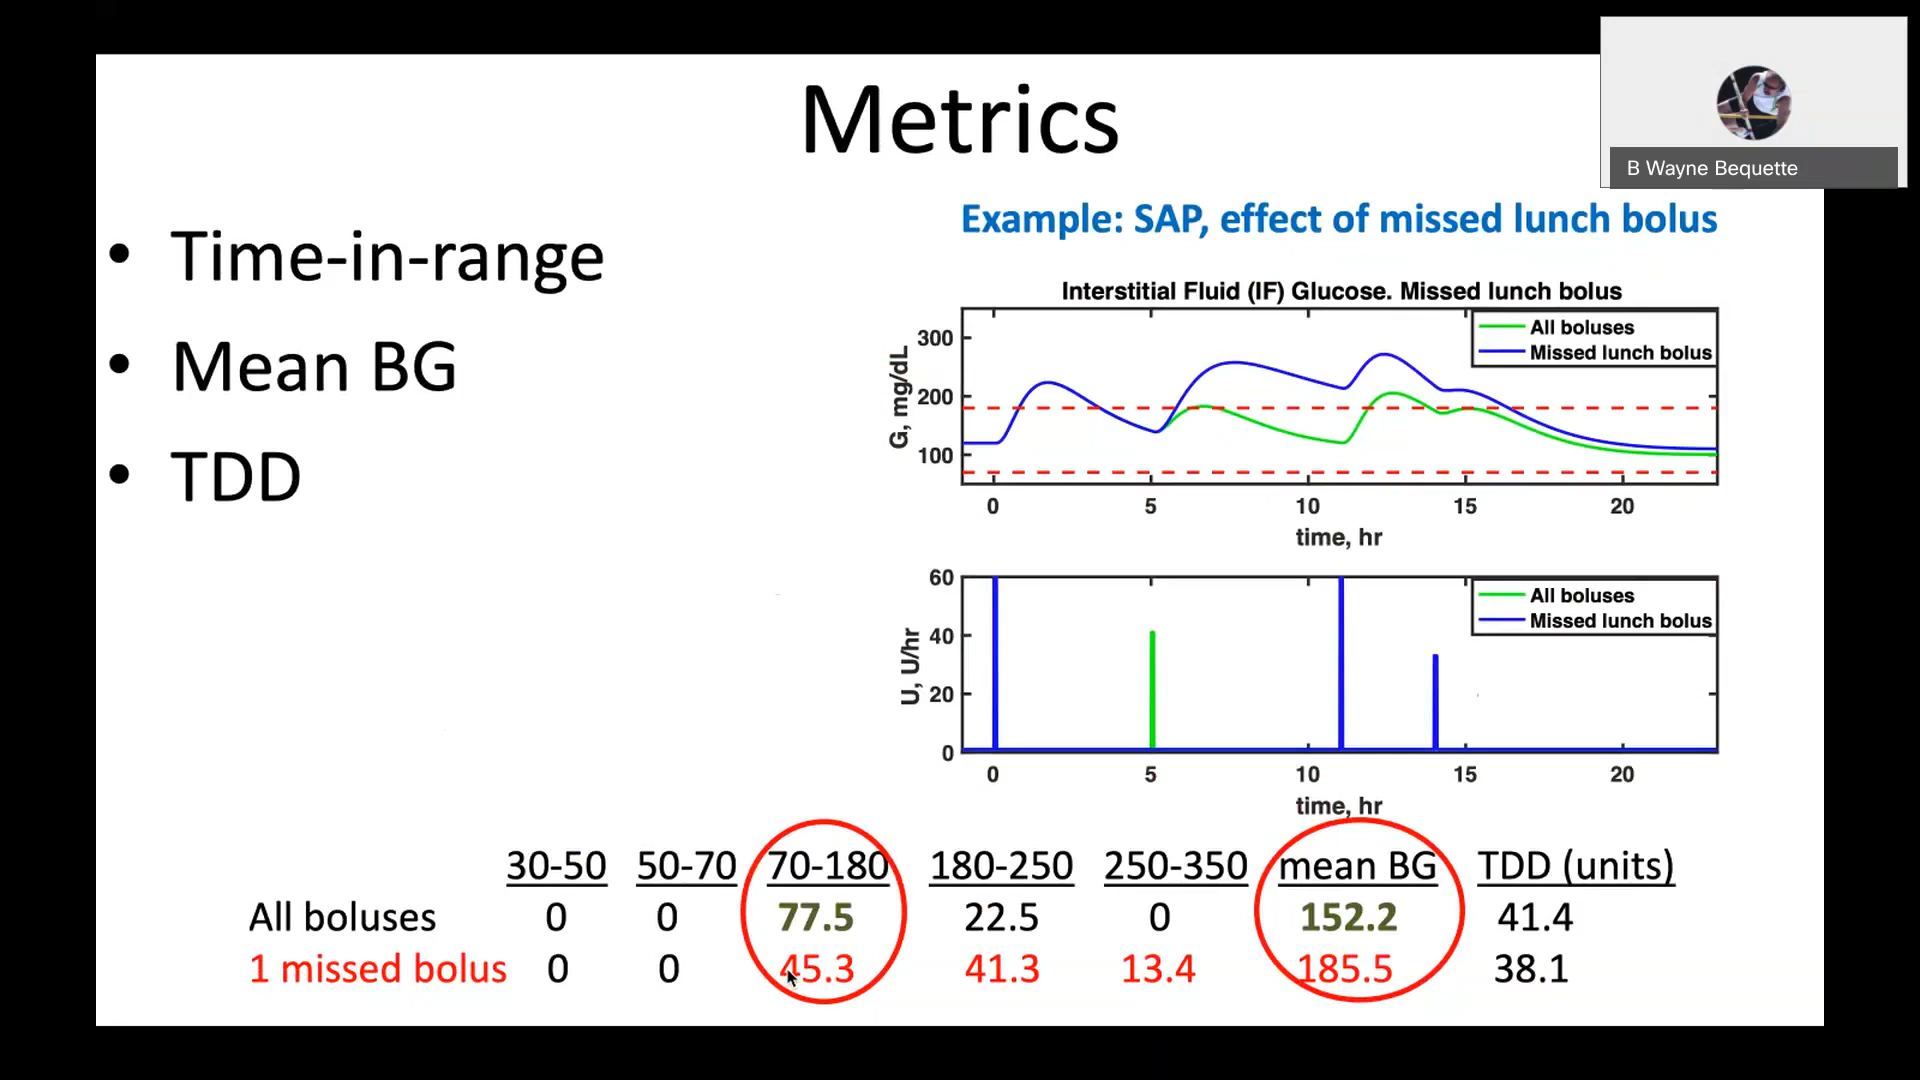 Metrics
B Wayne Bequette
• Time-in-range
• Mean BG
• TDD
Example: SAP, effect of missed lunch bolus
Interstitial Fluid (IF) Glucose. Missed lunch bolus
All boluses
Missed lunch bolus
G, mg/dL
300
200
100
0 5 10 15 20
time, hr
All boluses
Missed lunch bolus
U, U/hr
60
40
20
0
0 5 10 15 20
time, hr
30-50 50-70 70-180 180-250 250-350 mean BG TDD (units)
All boluses 0 0 77.5 22.5 0 152.2 41.4
1 missed bolus 0 0 45.3 41.3 13.4 185.5 38.1